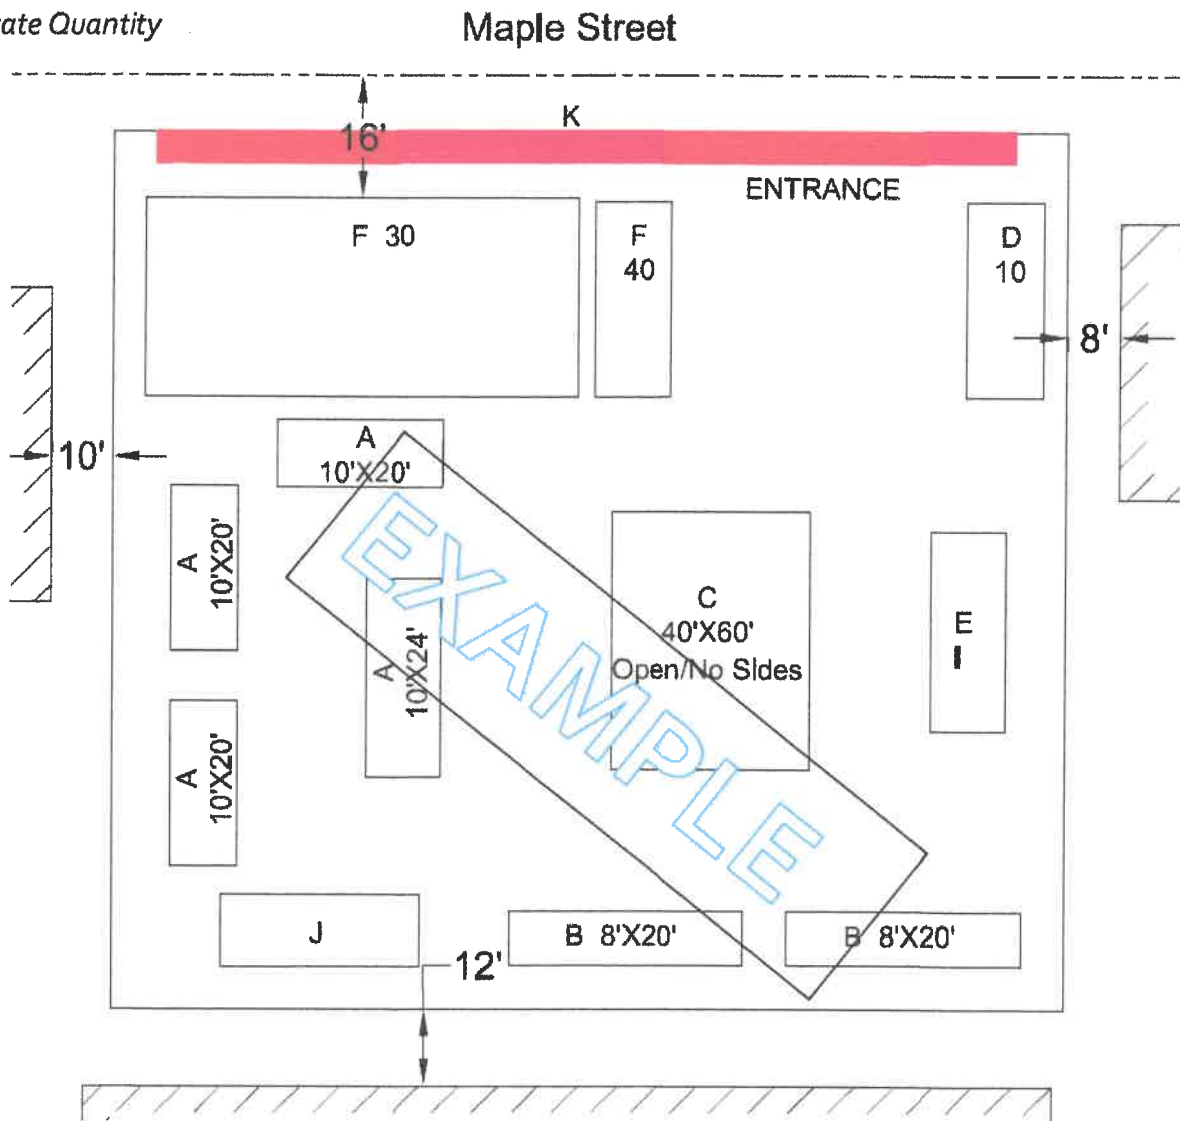 ate Quantity
Maple Street
K
16'
ENTRANCE
F 30
F
40
D
10
8'
10'
A
10'X20'
A
10'X20'
A
10'X24'
C
40'X60'
Open/No Sides
E
I
A
10'X20'
EXAMPLE
J
B 8'X20'
B 8'X20'
12'